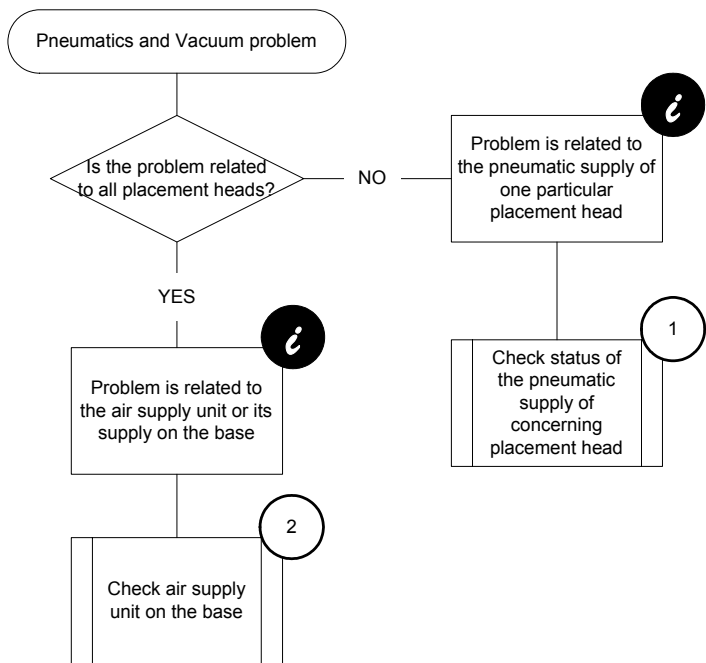 Pneumatics and Vacuum problem
Is the problem related
to all placement heads?
NO
i
Problem is related to
the pneumatic supply of
one particular
placement head
1
Check status of
the pneumatic
supply of
concerning
placement head
YES
i
Problem is related to
the air supply unit or its
supply on the base
2
Check air supply
unit on the base